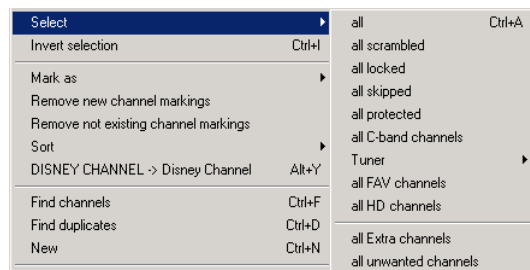 Select
Invert selection Ctrl+I
Mark as
Remove new channel markings
Remove not existing channel markings
Sort
DISNEY CHANNEL -> Disney Channel Alt+Y
Find channels Ctrl+F
Find duplicates Ctrl+D
New Ctrl+N
all Ctrl+A
all scrambled
all locked
all skipped
all protected
all C-band channels
Tuner
all FAV channels
all HD channels
all Extra channels
all unwanted channels